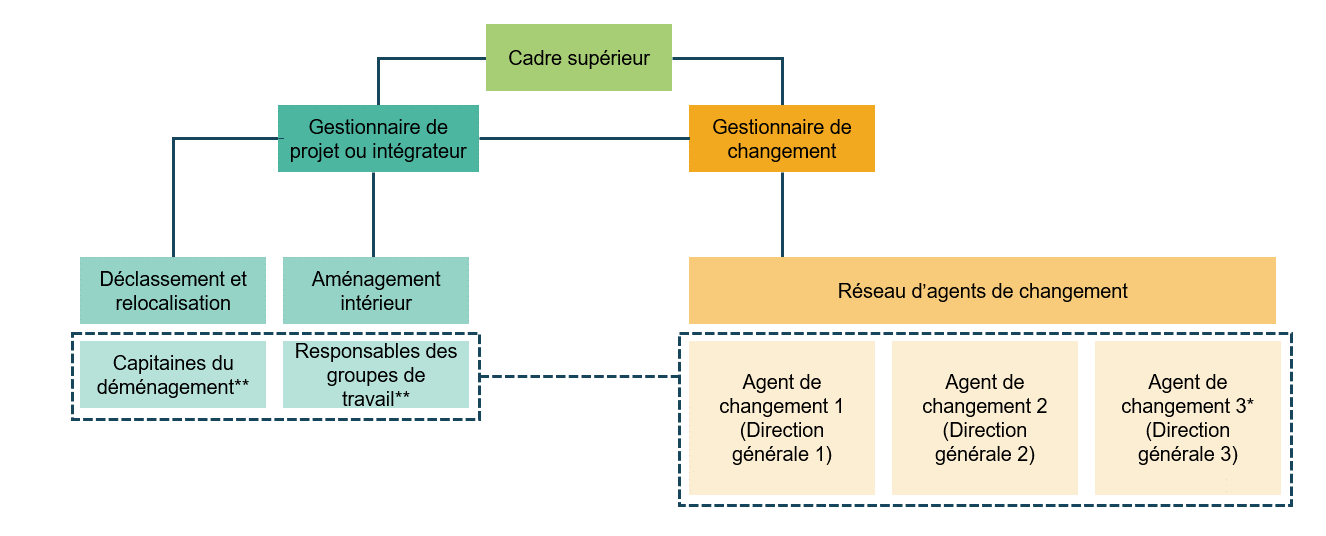 Cadre supérieur
Gestionnaire de
projet ou intégrateur
Gestionnaire de
changement
Déclassement et
relocalisation
Aménagement
intérieur
Réseau d’agents de changement
Capitaines du
déménagement**
Responsables des
groupes de
travail**
Agent de
changement 1
(Direction
générale 1)
Agent de
changement 2
(Direction
générale 2)
Agent de
changement 3*
(Direction
générale 3)